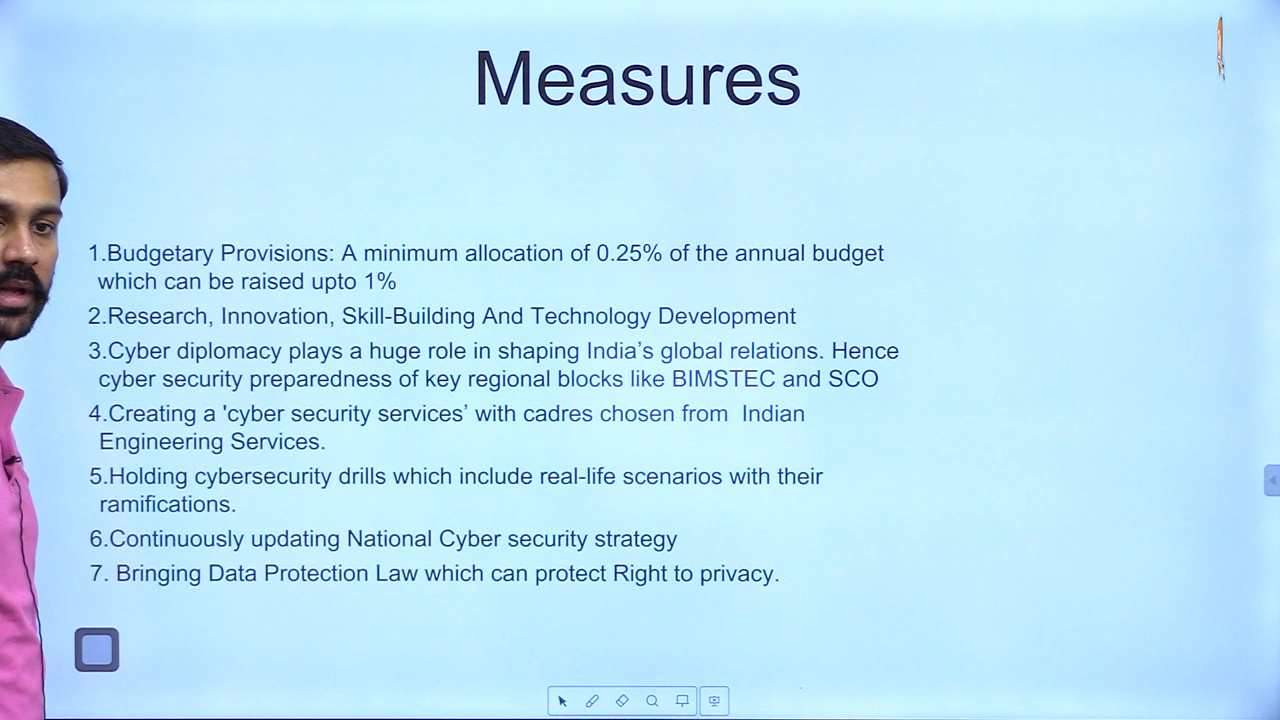 Measures
1.Budgetary Provisions: A minimum allocation of 0.25% of the annual budget
which can be raised upto 1%
2.Research, Innovation, Skill-Building And Technology Development
3.Cyber diplomacy plays a huge role in shaping India’s global relations. Hence
cyber security preparedness of key regional blocks like BIMSTEC and SCO
4.Creating a 'cyber security services’ with cadres chosen from  Indian
Engineering Services.
5.Holding cybersecurity drills which include real-life scenarios with their
ramifications.
6.Continuously updating National Cyber security strategy
7. Bringing Data Protection Law which can protect Right to privacy.